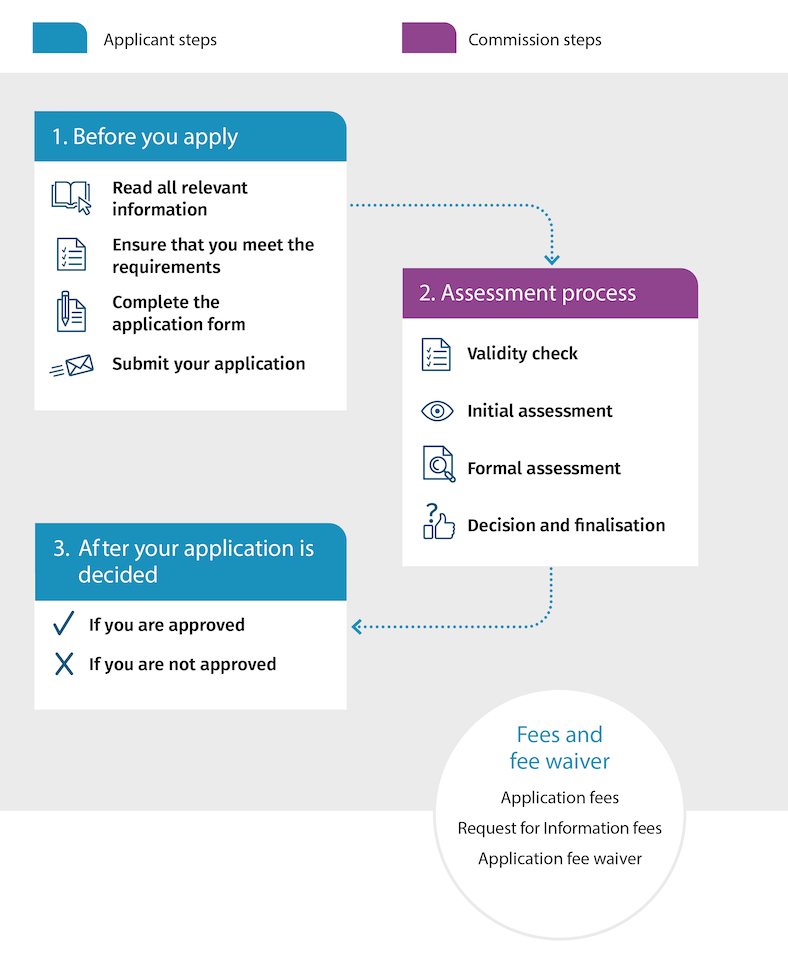 Applicant steps
Commission steps
1. Before you apply
Read all relevant
information
Ensure that you meet the
requirements
Complete the
application form
Submit your application
2. Assessment process
Validity check
Initial assessment
Formal assessment
?
Decision and finalisation
3. After your application is
decided
If you are approved
If you are not approved
Fees and
fee waiver
Application fees
Request for Information fees
Application fee waiver